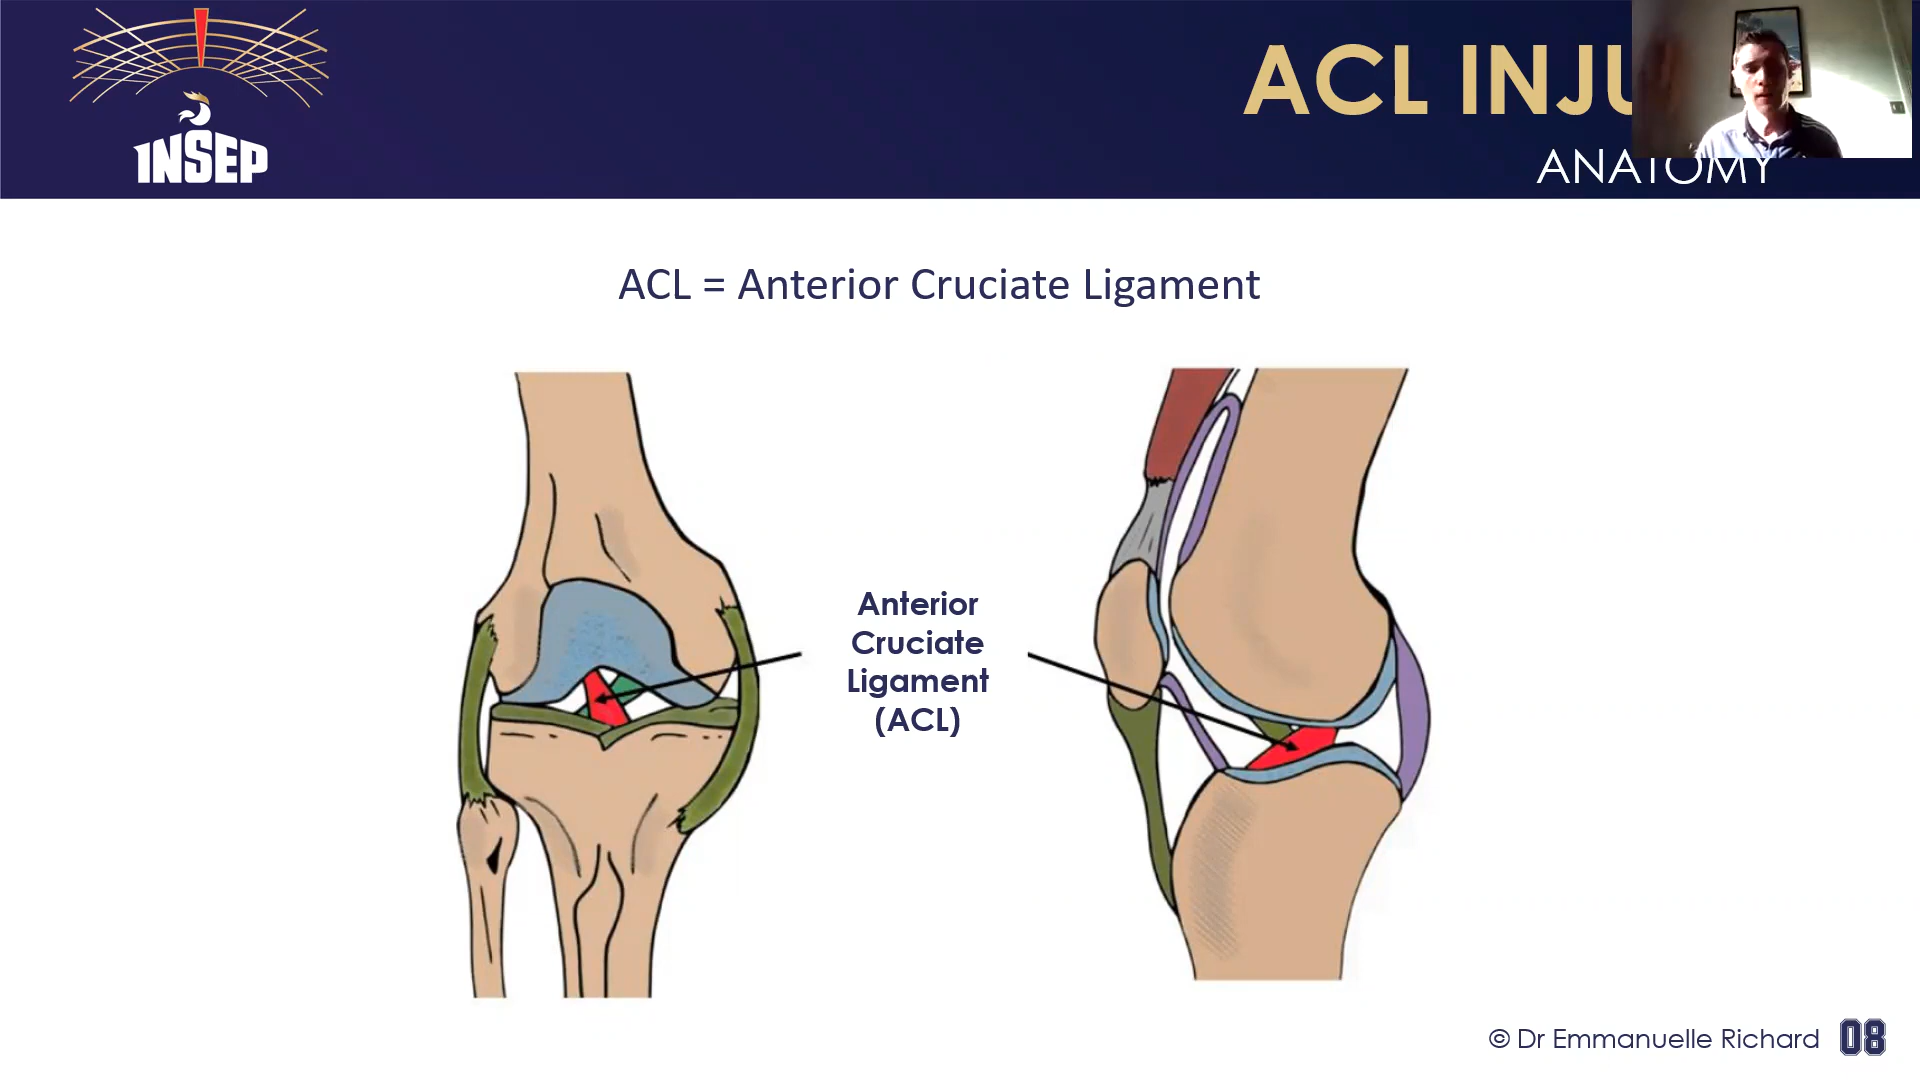 INSEP
ACL INJU
ANATOMY
ACL = Anterior Cruciate Ligament
Anterior
Cruciate
Ligament
(ACL)
© Dr Emmanuelle Richard
08